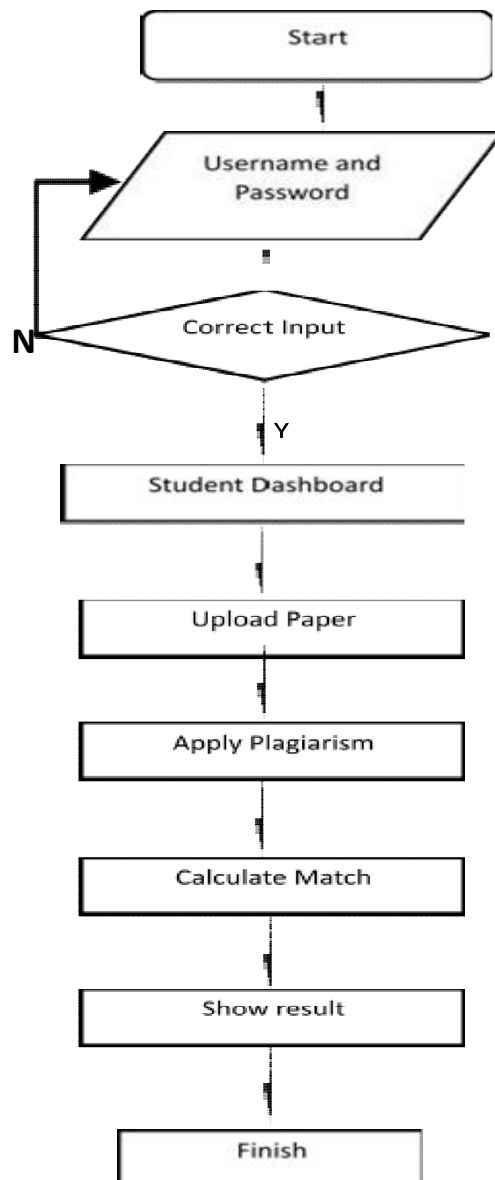 Start
Username and
Password
Correct Input
N
Y
Student Dashboard
Upload Paper
Apply Plagiarism
Calculate Match
Show result
Finish